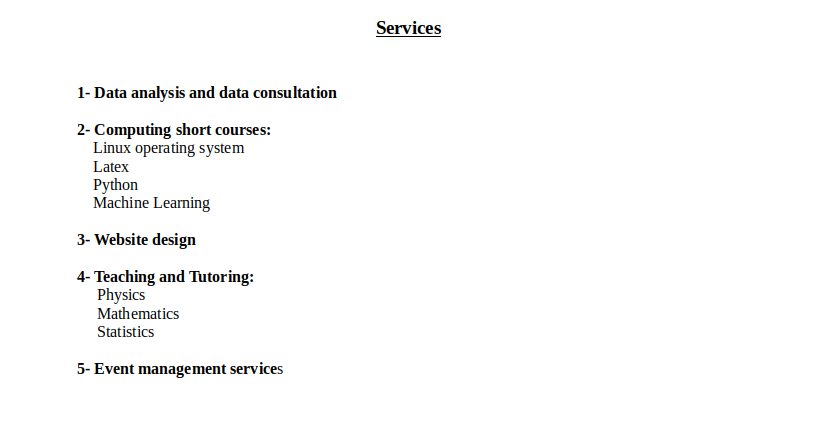 Services
1- Data analysis and data consultation
2- Computing short courses:
Linux operating system
Latex
Python
Machine Learning
3- Website design
4- Teaching and Tutoring:
Physics
Mathematics
Statistics
5- Event management services